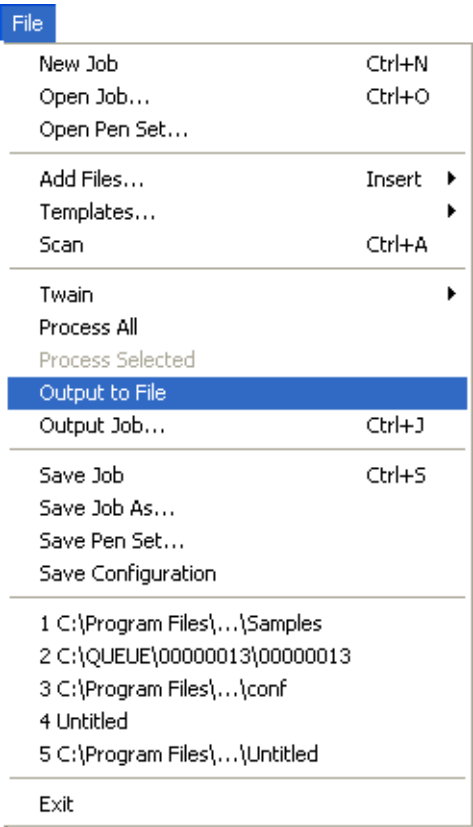 File
New Job Ctrl+N
Open Job... Ctrl+O
Open Pen Set...
Add Files... Insert
Templates...
Scan Ctrl+A
Twain
Process All
Process Selected
Output to File
Output Job... Ctrl+J
Save Job Ctrl+S
Save Job As...
Save Pen Set...
Save Configuration
1 C:\Program Files\...\Samples
2 C:\QUEUE\00000013\00000013
3 C:\Program Files\...\conf
4 Untitled
5 C:\Program Files\...\Untitled
Exit